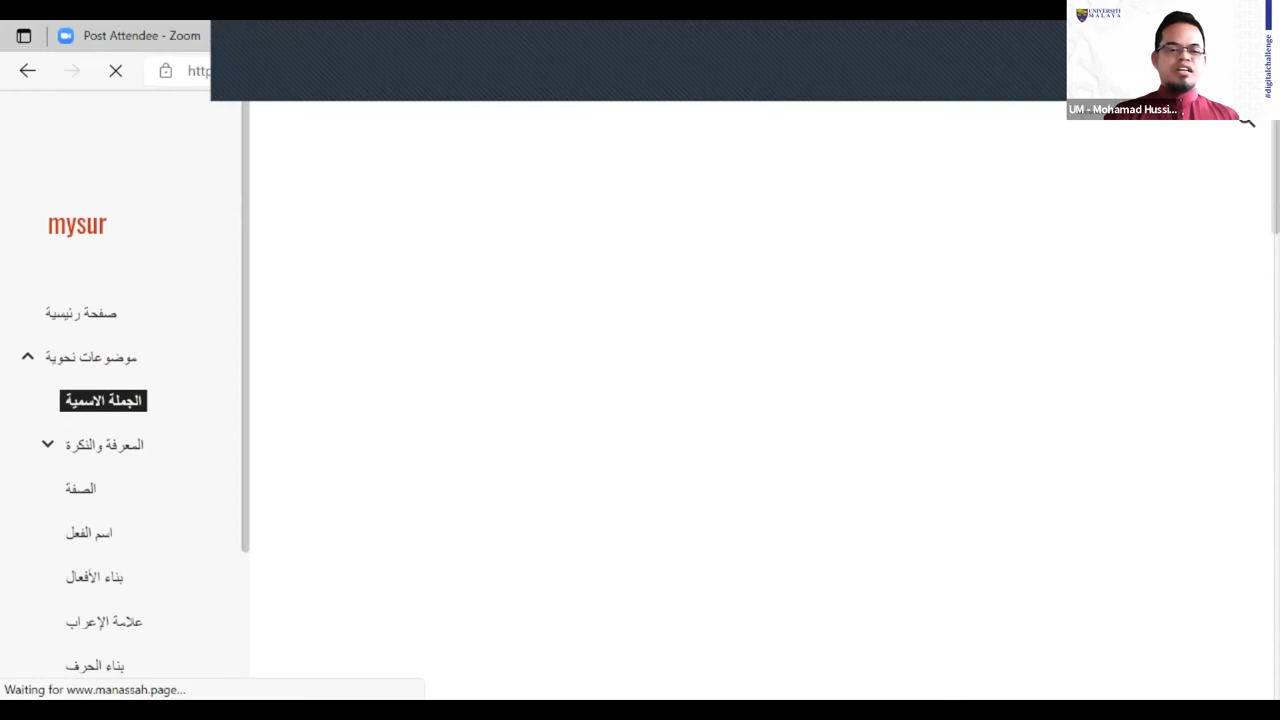 Post Attendee - Zoom
http
UNIVERSITI
MALAYA
#digitalchallenge
UM - Mohamad Hussi...
mysur
صفحة رئيسية
موضوعات نحوية
الجملة الاسمية
المعرفة والنكرة
الصفة
اسم الفعل
بناء الأفعال
علامة الإعراب
بناء الحرف
Waiting for www.manassah.page...